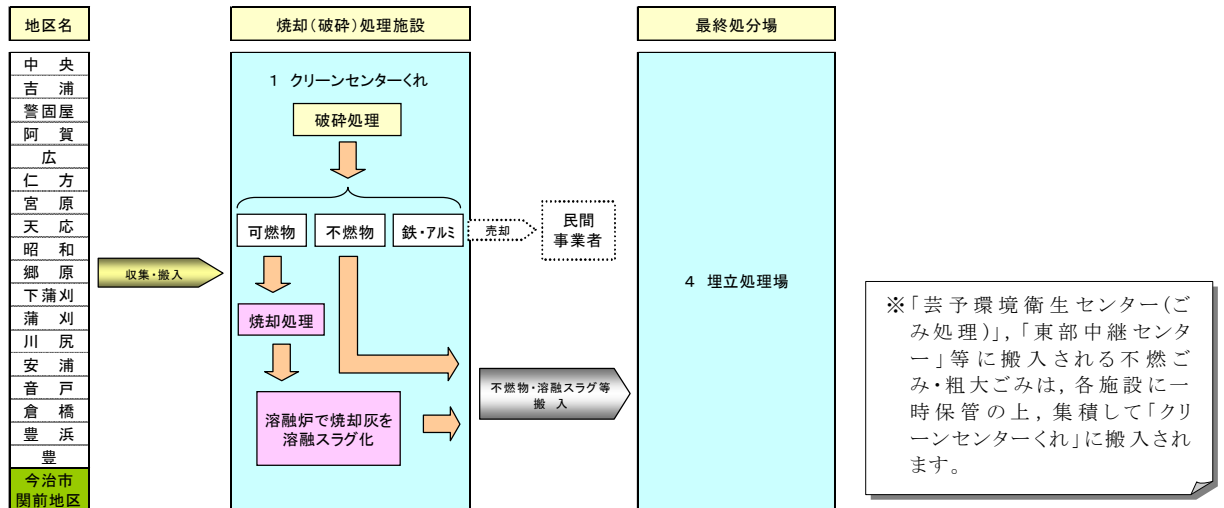 地区名
焼却(破砕)処理施設
最終処分場
中　央
吉　浦
警固屋
阿　賀
広
仁　方
宮　原
天　応
昭　和
郷　原
下蒲刈
蒲　刈
川　尻
安　浦
音　戸
倉　橋
豊　浜
豊
今治市
関前地区
収集・搬入
1　クリーンセンターくれ
破砕処理
可燃物
不燃物
鉄・アルミ
売却
民間
事業者
焼却処理
溶融炉で焼却灰を
溶融スラグ化
不燃物・溶融スラグ等
搬　入
4　埋立処理場
※「芸予環境衛生センター(ご
み処理)」,「東部中継センタ
ー」等に搬入される不燃ご
み・粗大ごみは, 各施設に一
時保管の上, 集積して「クリ
ーンセンターくれ」に搬入され
ます。